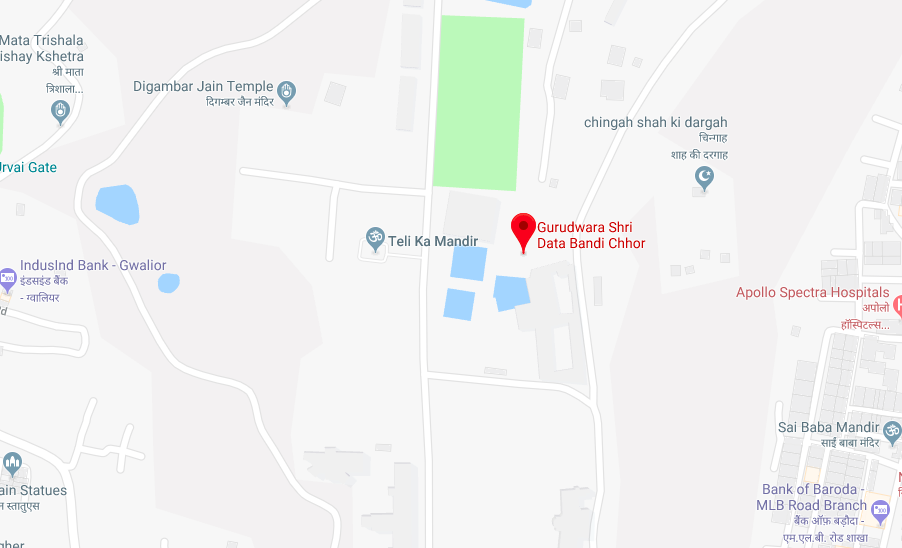 Mata Trishala
ishay Kshetra
श्री माता
त्रिशाला...
Digambar Jain Temple
दिगम्बर जैन मंदिर
chingah shah ki dargah
चिन्गाह
शाह की दरगाह
Urvai Gate
Gurudwara Shri
Data Bandi Chhor
Teli Ka Mandir
IndusInd Bank - Gwalior
इंडसइंड बैंक
- ग्वालियर
Apollo Spectra Hospitals
अपोलो
हॉस्पिटल्स...
Sai Baba Mandir
साईं बाबा मंदिर
ain Statues
न स्तातुएस
Bank of Baroda -
MLB Road Branch
बैंक ऑफ़ बड़ौदा -
एम.एल.बी. रोड शाखा